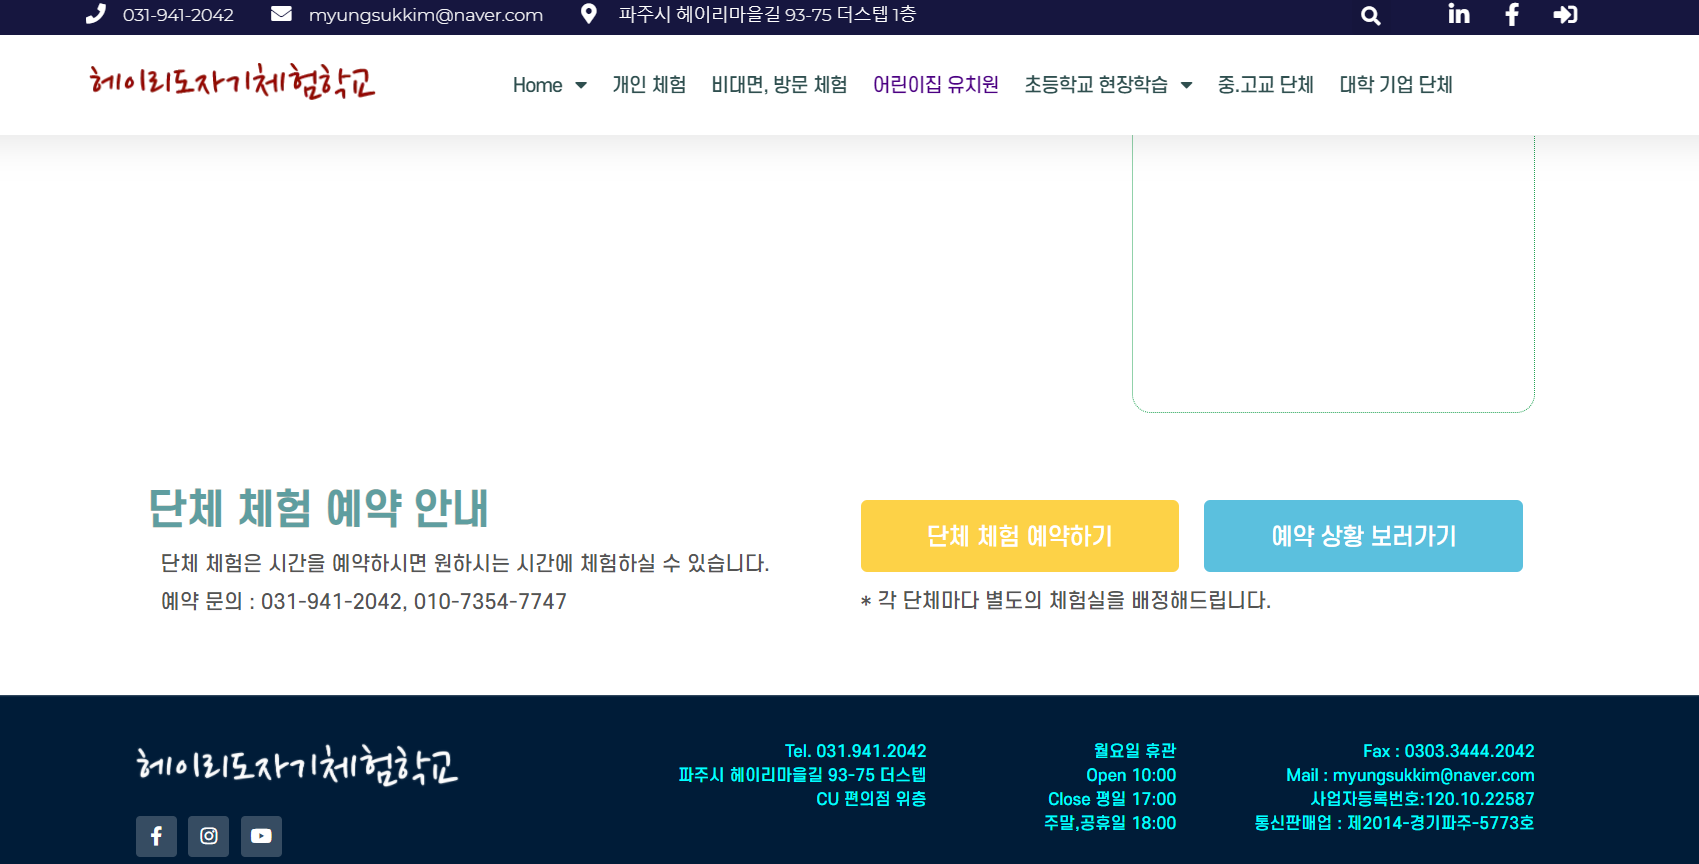 031-941-2042 myungsukkim@naver.com 파주시 헤이리마을길 93-75 더스텝 1층
헤이리도자기체험학교 Home 개인 체험 비대면, 방문 체험 어린이집 유치원 초등학교 현장학습 중.고교 단체 대학 기업 단체
단체 체험 예약 안내
단체 체험은 시간을 예약하시면 원하시는 시간에 체험하실 수 있습니다.
예약 문의 : 031-941-2042, 010-7354-7747
단체 체험 예약하기 예약 상황 보러가기
* 각 단체마다 별도의 체험실을 배정해드립니다.
헤이리도자기체험학교
Tel. 031.941.2042
파주시 헤이리마을길 93-75 더스텝
CU 편의점 위층
월요일 휴관
Open 10:00
Close 평일 17:00
주말,공휴일 18:00
Fax : 0303.3444.2042
Mail : myungsukkim@naver.com
사업자등록번호:120.10.22587
통신판매업 : 제2014-경기파주-5773호